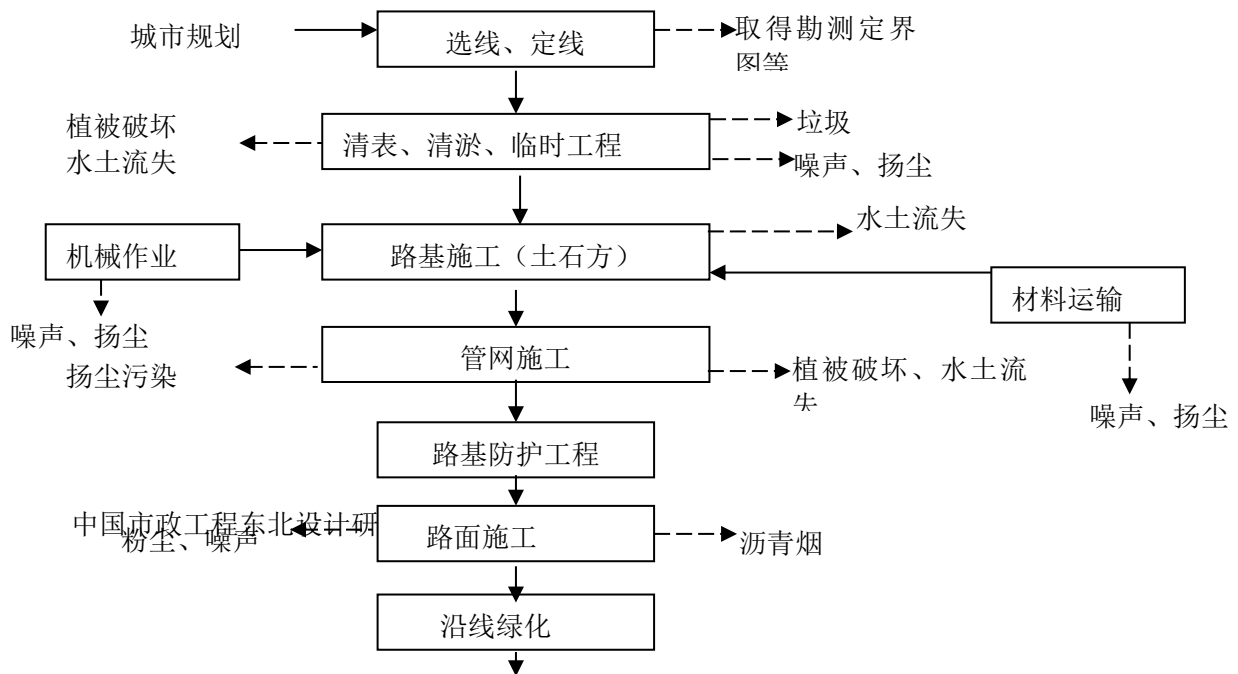 城市规划
选线、定线
取得勘测定界
图等
植被破坏
水土流失
清表、清淤、临时工程
垃圾
噪声、扬尘
水土流失
机械作业
路基施工（土石方）
材料运输
噪声、扬尘
扬尘污染
管网施工
植被破坏、水土流
失
噪声、扬尘
路基防护工程
中国市政工程东北设计研
粉尘、噪声
路面施工
沥青烟
沿线绿化